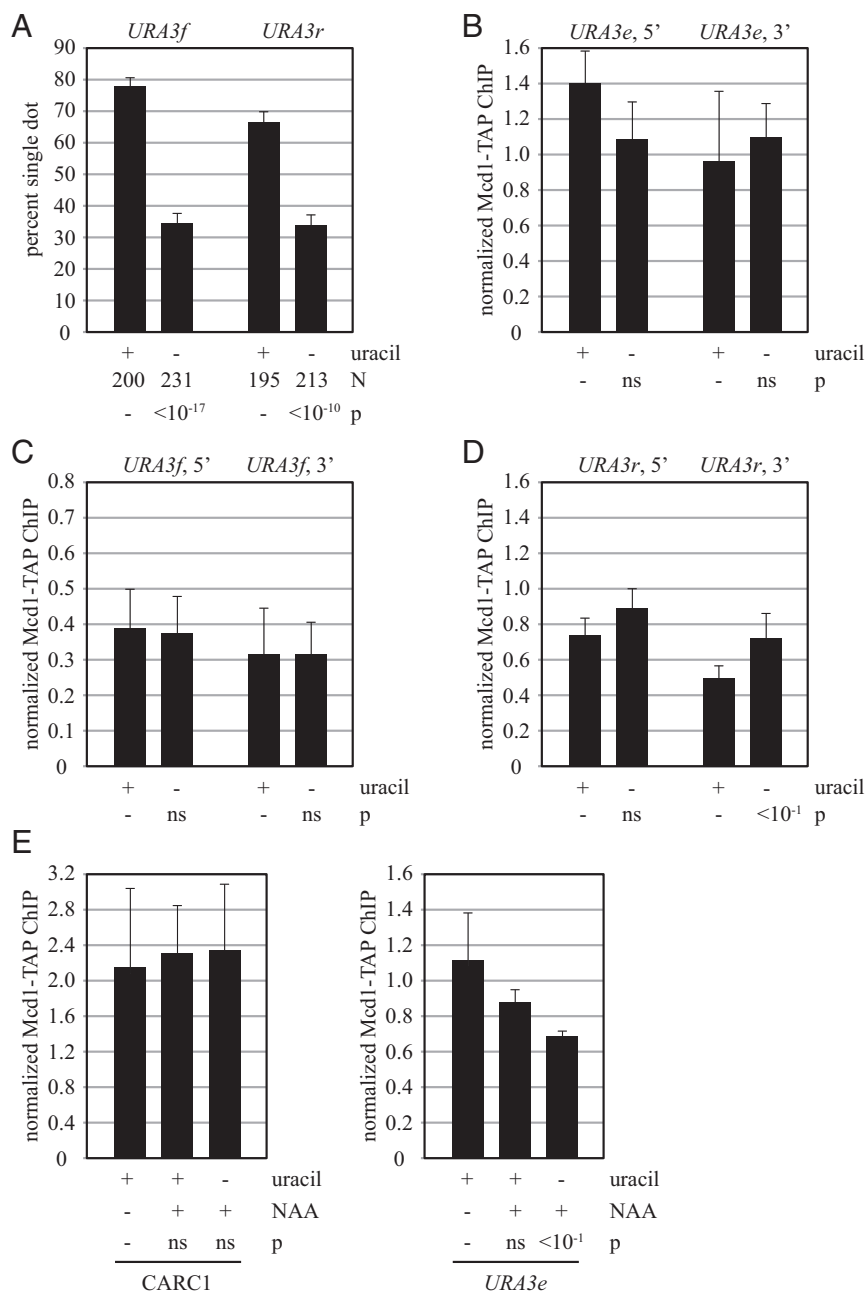 A
URA3f URA3r
percent single dot
90
80
70
60
50
40
30
20
10
0
+ - + - uracil
200 231 195 213 N
- <10⁻¹⁷ - <10⁻¹⁰ p
B
URA3e, 5' URA3e, 3'
normalized Mcd1-TAP ChIP
1.6
1.4
1.2
1.0
0.8
0.6
0.4
0.2
0
+ - + - uracil
- ns - ns p
C
URA3f, 5' URA3f, 3'
normalized Mcd1-TAP ChIP
0.8
0.7
0.6
0.5
0.4
0.3
0.2
0.1
0
+ - + - uracil
- ns - ns p
D
URA3r, 5' URA3r, 3'
normalized Mcd1-TAP ChIP
1.6
1.4
1.2
1.0
0.8
0.6
0.4
0.2
0
+ - + - uracil
- ns - <10⁻¹ p
E
normalized Mcd1-TAP ChIP
3.2
2.8
2.4
2.0
1.6
1.2
0.8
0.4
0
+ + - uracil
- + + NAA
- ns ns p
CARC1
normalized Mcd1-TAP ChIP
1.6
1.4
1.2
1.0
0.8
0.6
0.4
0.2
0
+ + - uracil
- + + NAA
- ns <10⁻¹ p
URA3e